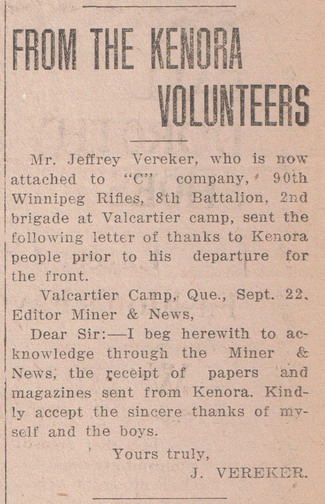 FROM THE KENORA
VOLUNTEERS
Mr. Jeffrey Vereker, who is now
attached to "C" company, 90th
Winnipeg Rifles, 8th Battalion, 2nd
brigade at Valcartier camp, sent the
following letter of thanks to Kenora
people prior to his departure for
the front.
Valcartier Camp, Que., Sept. 22.
Editor Miner & News,
Dear Sir:—I beg herewith to ac-
knowledge through the Miner &
News, the receipt of papers and
magazines sent from Kenora. Kind-
ly accept the sincere thanks of my-
self and the boys.
Yours truly,
J. VEREKER.